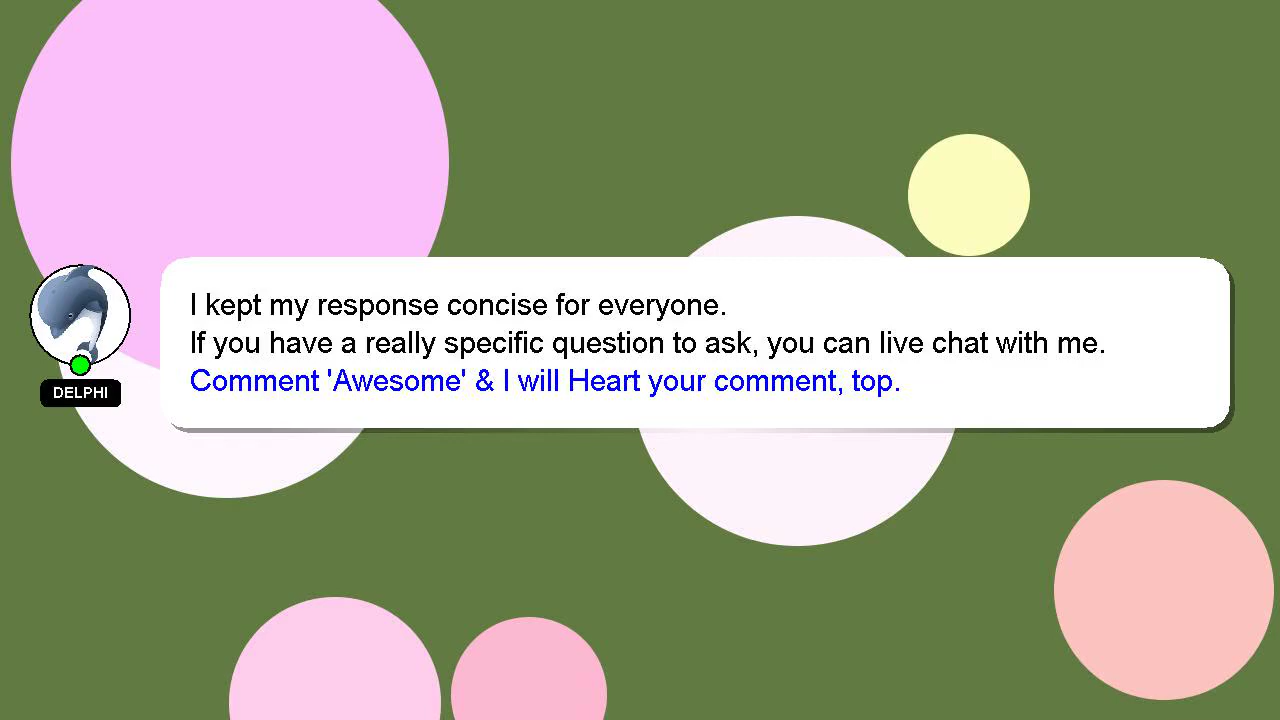 I kept my response concise for everyone.
If you have a really specific question to ask, you can live chat with me.
Comment 'Awesome' & I will Heart your comment, top.
DELPHI